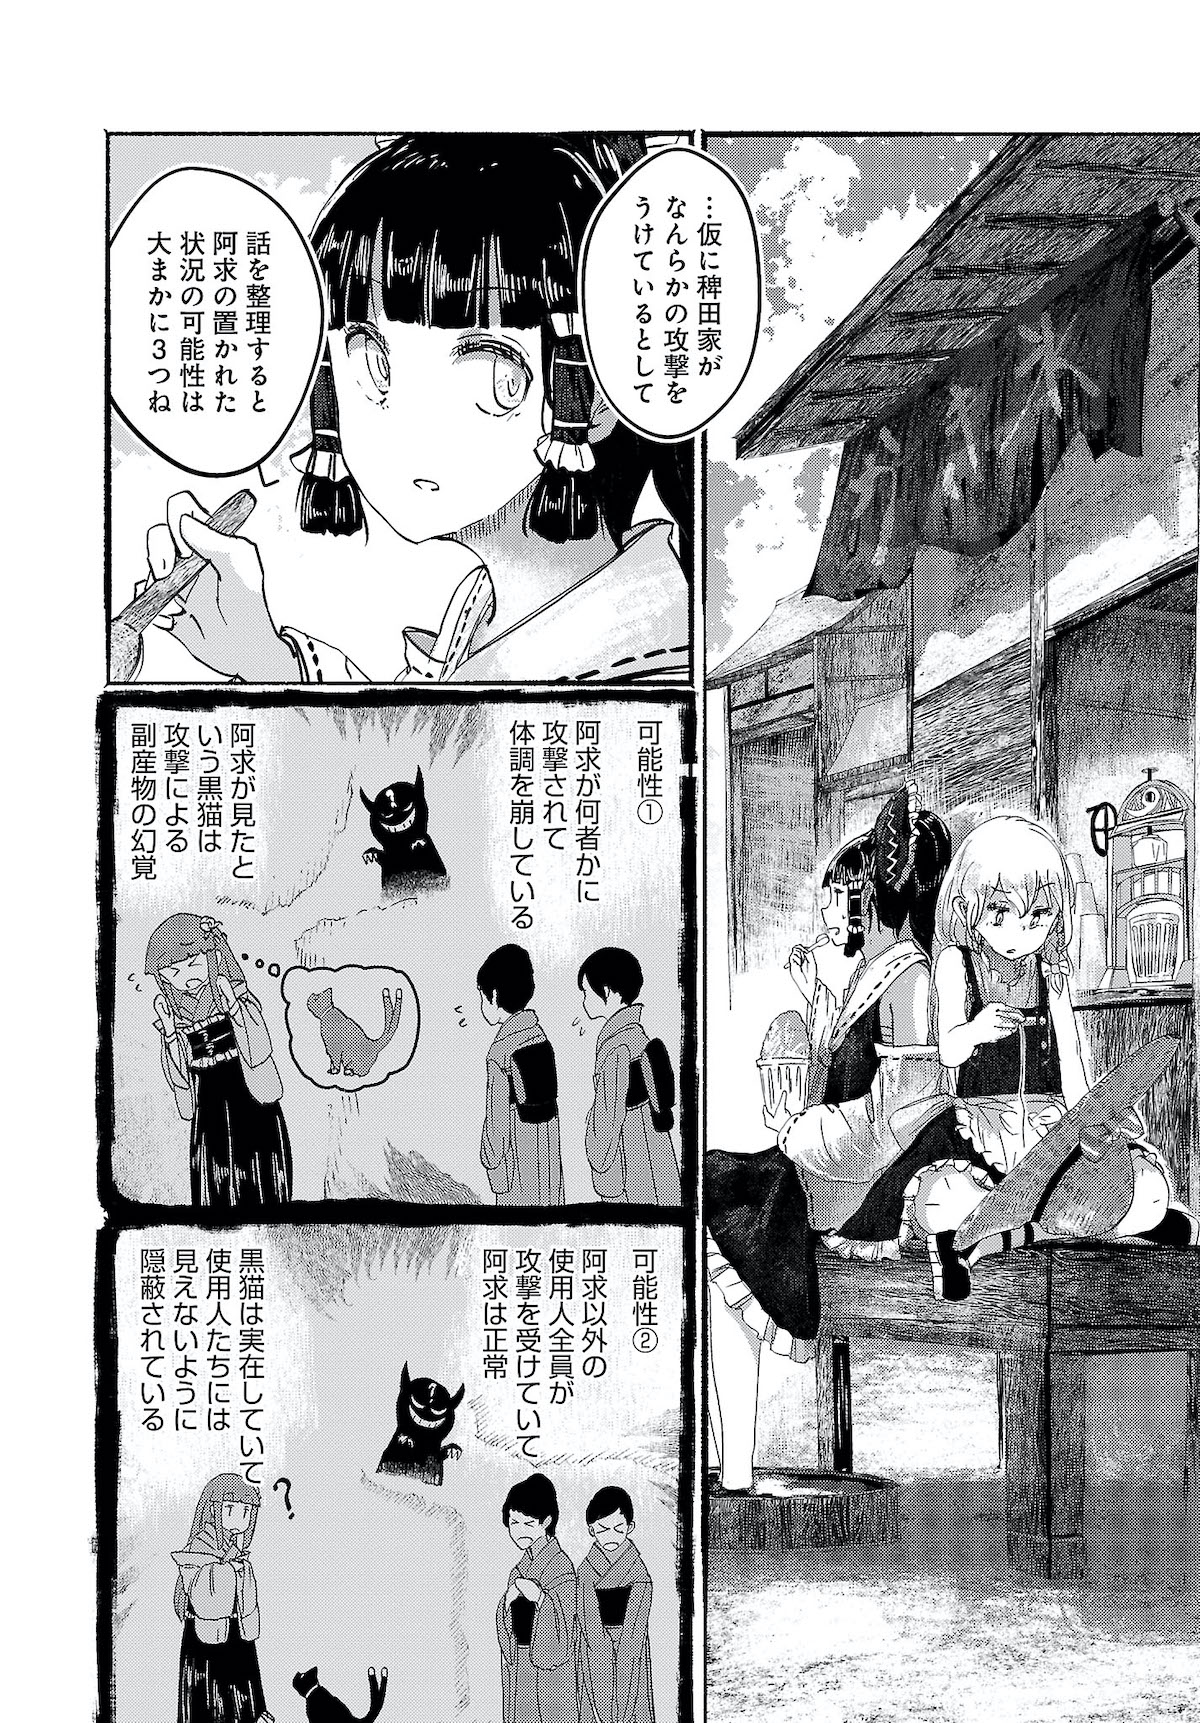 …仮に稗田家が
なんらかの攻撃を
うけているとして
話を整理すると
阿求の置かれた
状況の可能性は
大まかに3つね
可能性①
阿求が何者かに
攻撃されて
体調を崩している
阿求が見たと
いう黒猫は
攻撃による
副産物の幻覚
?
可能性②
阿求以外の
使用人全員が
攻撃を受けていて
阿求は正常
黒猫は実在していて
使用人たちには
見えないように
隠蔽されている
?
?